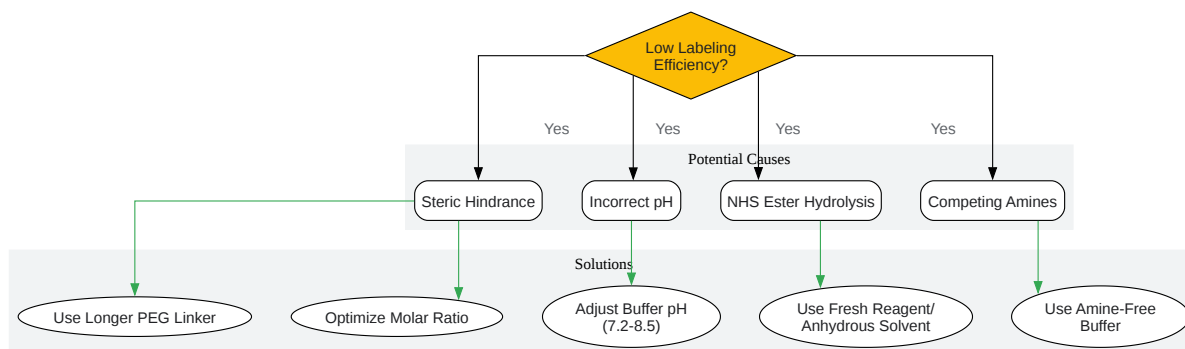 Low Labeling
Efficiency?
Yes
Yes
Yes
Yes
Potential Causes
Steric Hindrance
Incorrect pH
NHS Ester Hydrolysis
Competing Amines
Solutions
Use Longer PEG Linker
Optimize Molar Ratio
Adjust Buffer pH
(7.2-8.5)
Use Fresh Reagent/
Anhydrous Solvent
Use Amine-Free
Buffer